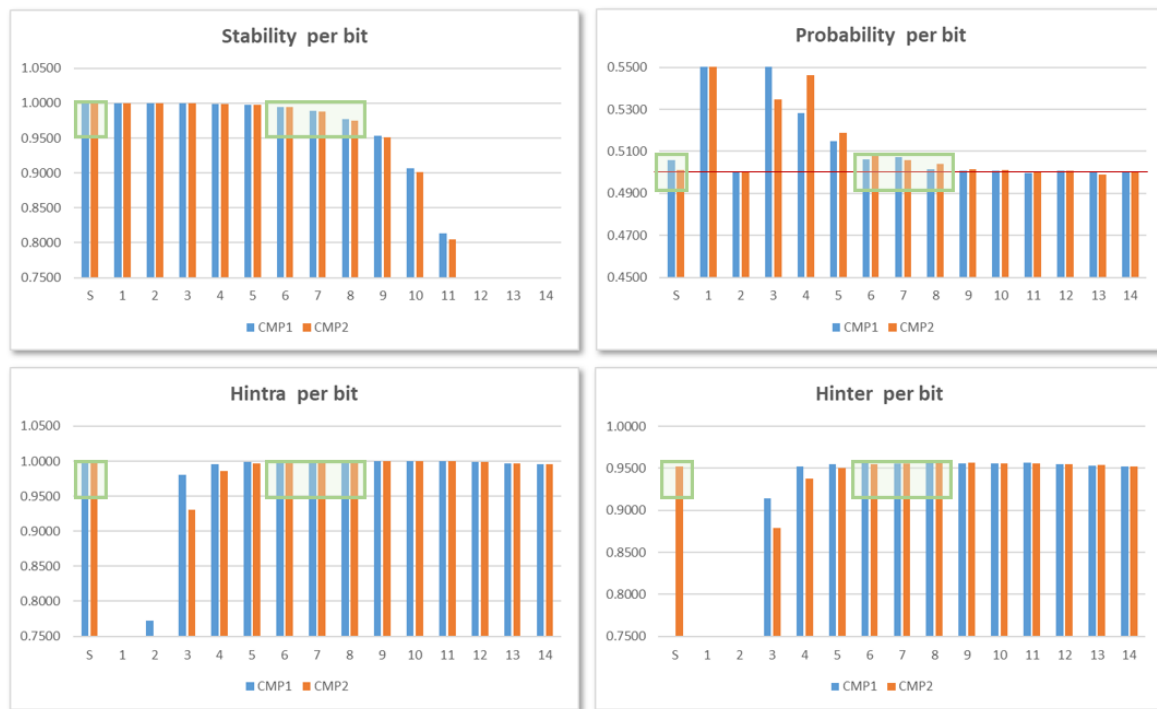 Stability per bit
1.0500
1.0000
0.9500
0.9000
0.8500
0.8000
0.7500
S 1 2 3 4 5 6 7 8 9 10 11 12 13 14
CMP1 CMP2
Probability per bit
0.5500
0.5300
0.5100
0.4900
0.4700
0.4500
S 1 2 3 4 5 6 7 8 9 10 11 12 13 14
CMP1 CMP2
Hintra per bit
1.0500
1.0000
0.9500
0.9000
0.8500
0.8000
0.7500
S 1 2 3 4 5 6 7 8 9 10 11 12 13 14
CMP1 CMP2
Hinter per bit
1.0000
0.9500
0.9000
0.8500
0.8000
0.7500
S 1 2 3 4 5 6 7 8 9 10 11 12 13 14
CMP1 CMP2